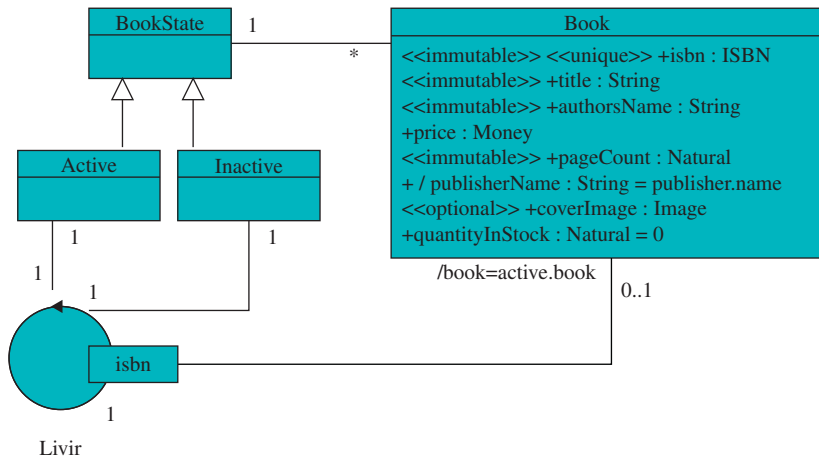 BookState
1
*
Book
<<immutable>> <<unique>> +isbn : ISBN
<<immutable>> +title : String
<<immutable>> +authorsName : String
+price : Money
<<immutable>> +pageCount : Natural
+ / publisherName : String = publisher.name
<<optional>> +coverImage : Image
+quantityInStock : Natural = 0
Active
Inactive
1
1
1
1
/book=active.book
0..1
isbn
1
Livir